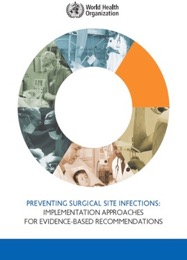 World Health
Organization
PREVENTING SURGICAL SITE INFECTIONS:
IMPLEMENTATION APPROACHES
FOR EVIDENCE-BASED RECOMMENDATIONS